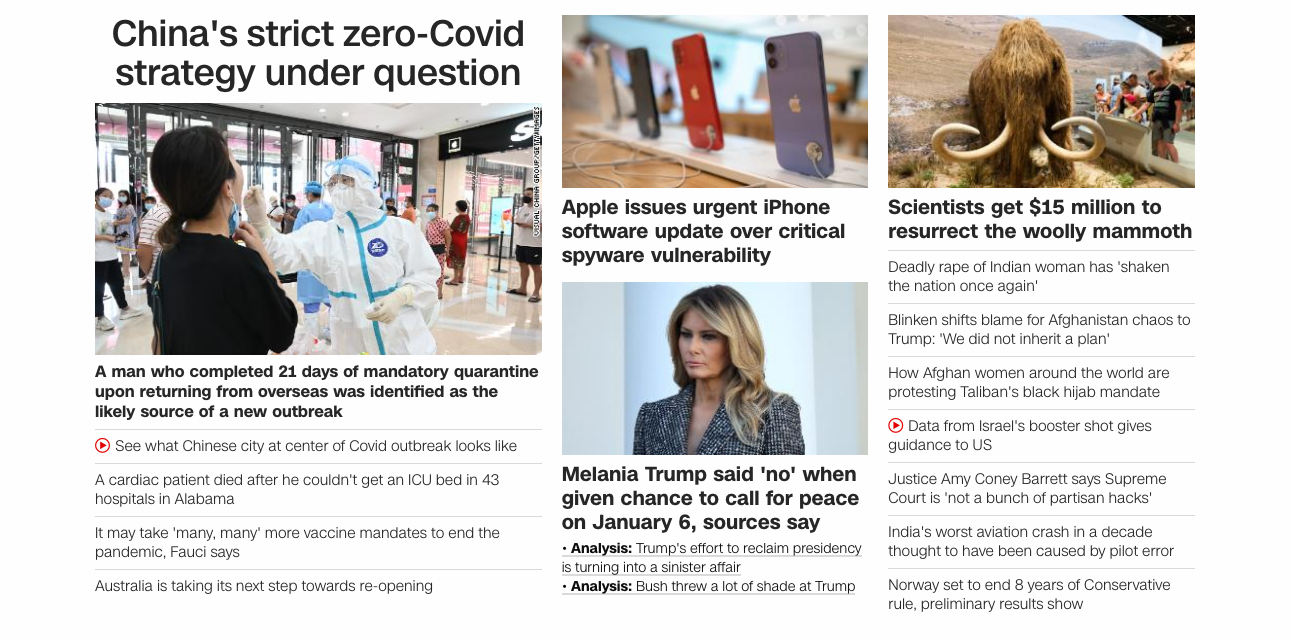 China's strict zero-Covid
strategy under question
VISUAL CHINA GROUP/GETTY IMAGES
A man who completed 21 days of mandatory quarantine
upon returning from overseas was identified as the
likely source of a new outbreak
See what Chinese city at center of Covid outbreak looks like
A cardiac patient died after he couldn't get an ICU bed in 43
hospitals in Alabama
It may take 'many, many' more vaccine mandates to end the
pandemic, Fauci says
Australia is taking its next step towards re-opening
Apple issues urgent iPhone
software update over critical
spyware vulnerability
Melania Trump said 'no' when
given chance to call for peace
on January 6, sources say
• Analysis: Trump's effort to reclaim presidency
is turning into a sinister affair
• Analysis: Bush threw a lot of shade at Trump
Scientists get $15 million to
resurrect the woolly mammoth
Deadly rape of Indian woman has 'shaken
the nation once again'
Blinken shifts blame for Afghanistan chaos to
Trump: 'We did not inherit a plan'
How Afghan women around the world are
protesting Taliban's black hijab mandate
Data from Israel's booster shot gives
guidance to US
Justice Amy Coney Barrett says Supreme
Court is 'not a bunch of partisan hacks'
India's worst aviation crash in a decade
thought to have been caused by pilot error
Norway set to end 8 years of Conservative
rule, preliminary results show